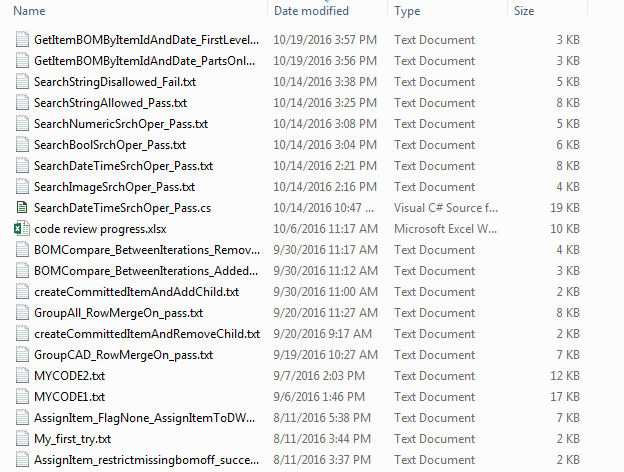 Name Date modified Type Size
GetItemBOMByItemIdAndDate_FirstLevel... 10/19/2016 3:57 PM Text Document 3 KB
GetItemBOMByItemIdAndDate_PartsOnl... 10/19/2016 3:56 PM Text Document 3 KB
SearchStringDisallowed_Fail.txt 10/14/2016 3:38 PM Text Document 5 KB
SearchStringAllowed_Pass.txt 10/14/2016 3:25 PM Text Document 8 KB
SearchNumericSrchOper_Pass.txt 10/14/2016 3:08 PM Text Document 5 KB
SearchBoolSrchOper_Pass.txt 10/14/2016 3:04 PM Text Document 6 KB
SearchDateTimeSrchOper_Pass.txt 10/14/2016 2:21 PM Text Document 8 KB
SearchImageSrchOper_Pass.txt 10/14/2016 2:16 PM Text Document 4 KB
SearchDateTimeSrchOper_Pass.cs 10/14/2016 10:47 ... Visual C# Source f... 19 KB
code review progress.xlsx 10/6/2016 11:17 AM Microsoft Excel W... 10 KB
BOMCompare_BetweenIterations_Remov... 9/30/2016 11:17 AM Text Document 4 KB
BOMCompare_BetweenIterations_Added... 9/30/2016 11:12 AM Text Document 3 KB
createCommittedItemAndAddChild.txt 9/30/2016 11:00 AM Text Document 2 KB
GroupAll_RowMergeOn_pass.txt 9/20/2016 11:27 AM Text Document 8 KB
createCommittedItemAndRemoveChild.txt 9/20/2016 9:17 AM Text Document 2 KB
GroupCAD_RowMergeOn_pass.txt 9/19/2016 10:27 AM Text Document 7 KB
MYCODE2.txt 9/7/2016 2:03 PM Text Document 12 KB
MYCODE1.txt 9/6/2016 1:46 PM Text Document 17 KB
AssignItem_FlagNone_AssignItemToDW... 8/11/2016 5:38 PM Text Document 7 KB
My_first_try.txt 8/11/2016 3:44 PM Text Document 2 KB
AssignItem_restrictmissingbomoff_succe... 8/11/2016 3:37 PM Text Document 8 KB